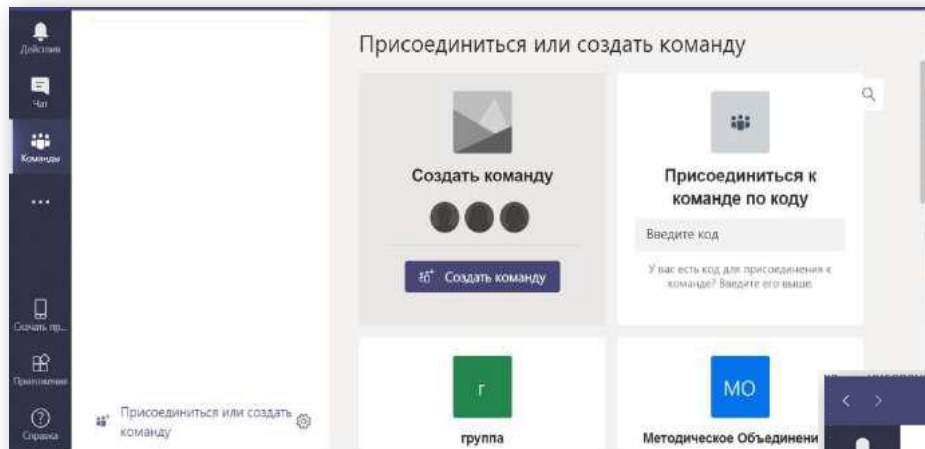 Действия
Чат
Команды
Скачать пр...
Приложения
Справка
Присоединиться или создать
команду
Присоединиться или создать команду
Создать команду
Создать команду
Присоединиться к
команде по коду
Введите код
У вас есть код для присоединения к
команде? Введите его выше.
г
группа
МО
Методическое Объединени